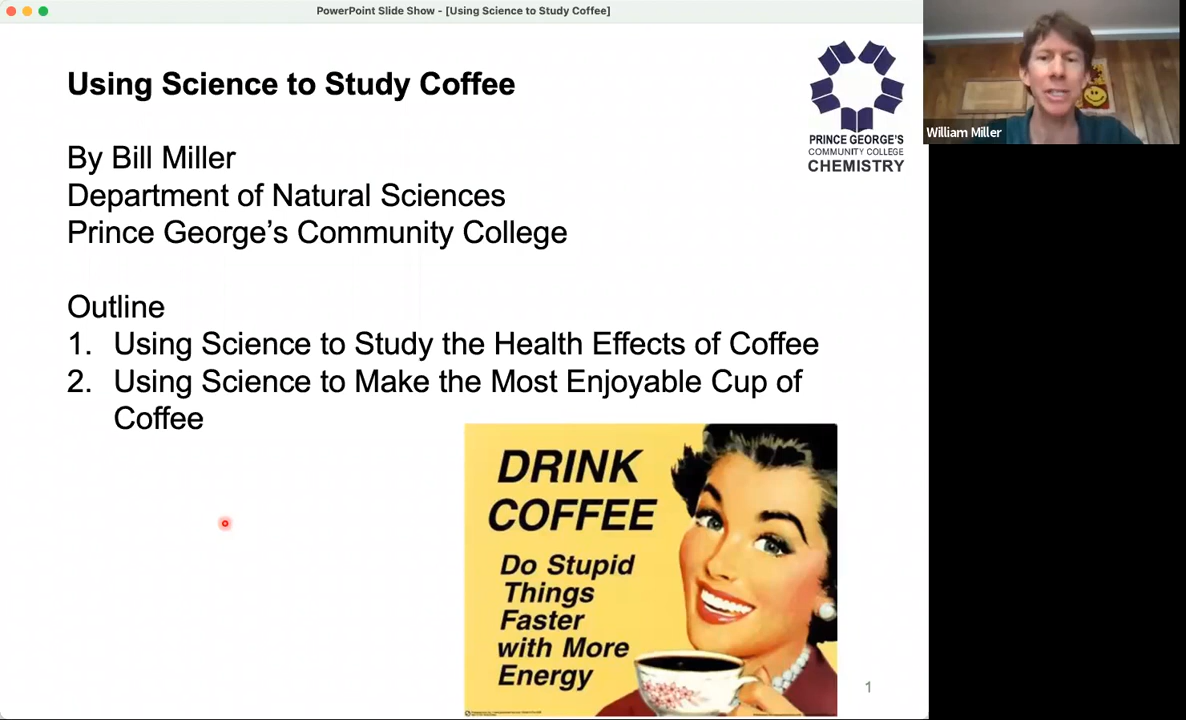 PowerPoint Slide Show - [Using Science to Study Coffee]
Using Science to Study Coffee
By Bill Miller
Department of Natural Sciences
Prince George’s Community College
PRINCE GEORGE'S
COMMUNITY COLLEGE
CHEMISTRY
William Miller
Outline
1. Using Science to Study the Health Effects of Coffee
2. Using Science to Make the Most Enjoyable Cup of
Coffee
DRINK
COFFEE
Do Stupid
Things
Faster
with More
Energy
1